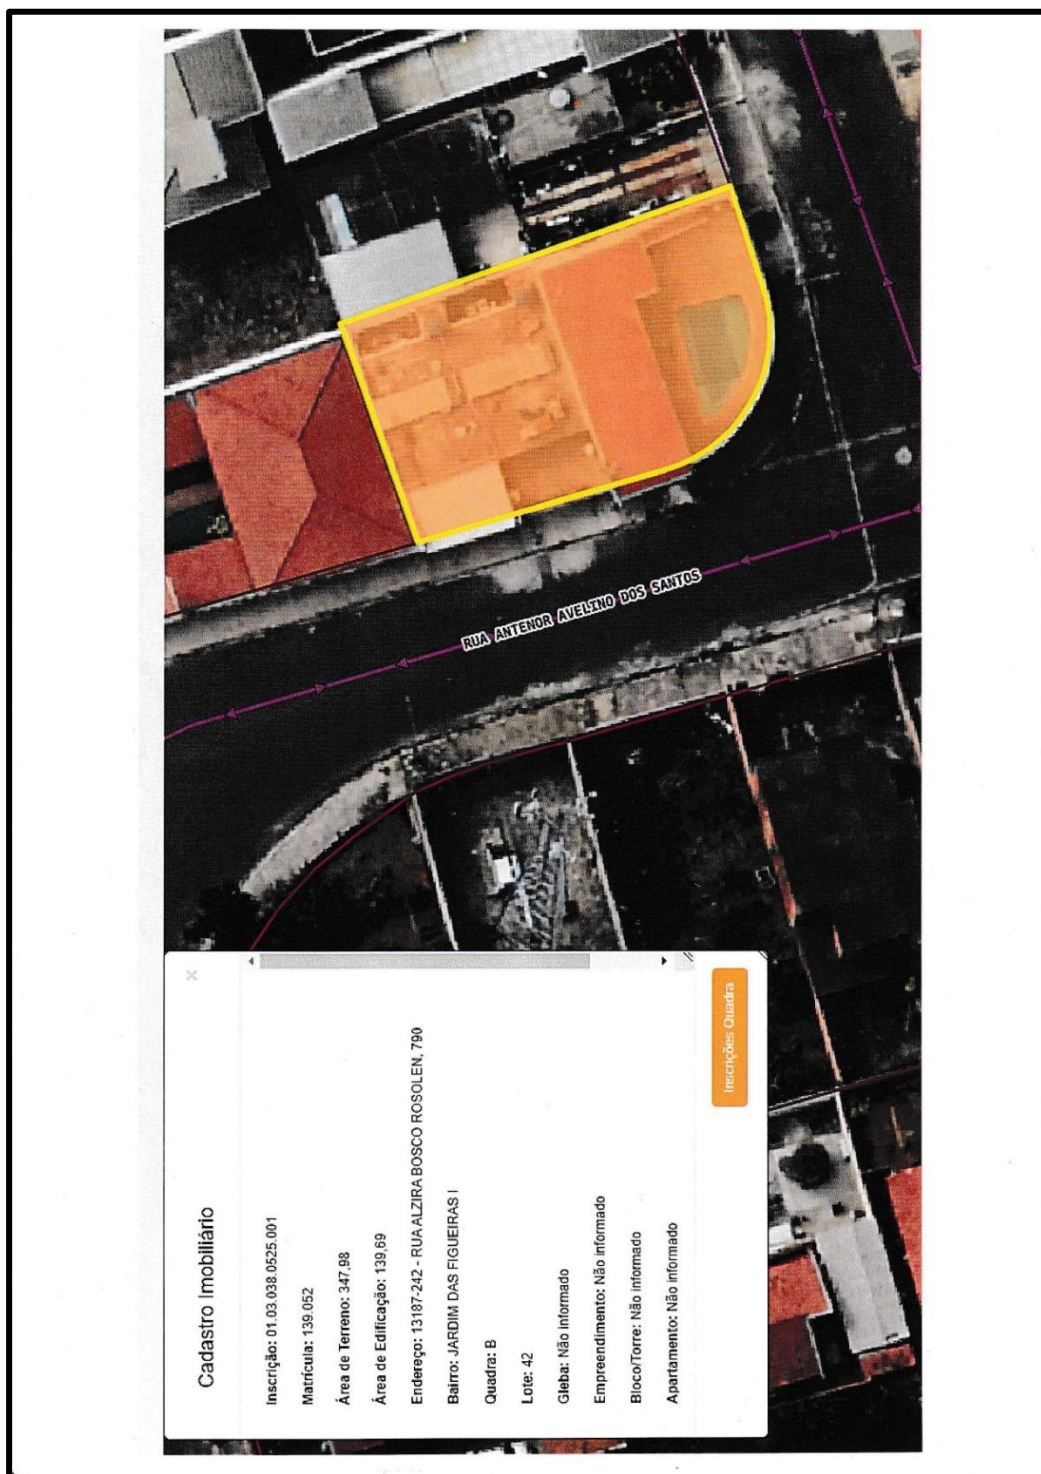 RUA ANTENOR AVELINO DOS SANTOS
Cadastro Imobiliário
×
Inscrição: 01.03.038.0525.001
Matrícula: 139.052
Área de Terreno: 347,98
Área de Edificação: 139,69
Endereço: 13187-242 - RUA ALZIRA BOSCO ROSOLEN, 790
Bairro: JARDIM DAS FIGUEIRAS I
Quadra: B
Lote: 42
Gleba: Não informado
Empreendimento: Não informado
Bloco/Torre: Não informado
Apartamento: Não informado
Inscrições Quadra